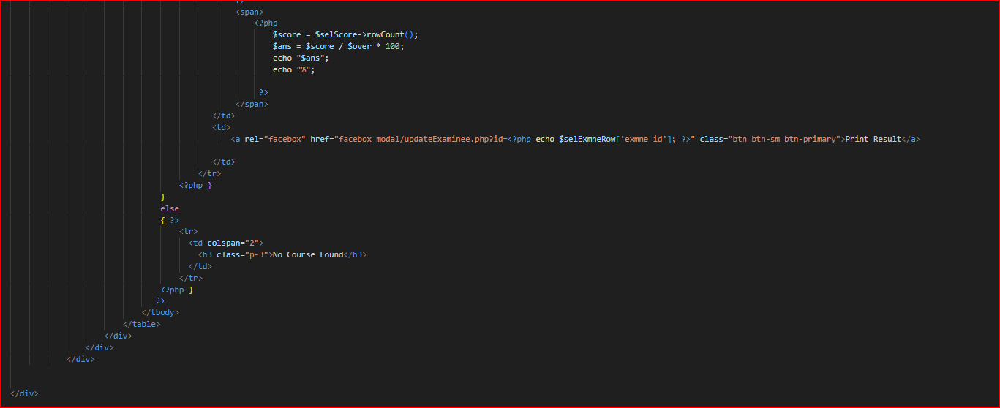 ?>
<span>
<?php
$score = $selScore->rowCount();
$ans = $score / $over * 100;
echo "$ans";
echo "%";
?>
</span>
</td>
<td>
<a rel="facebox" href="facebox_modal/updateExaminee.php?id=<?php echo $selExmneRow['exmne_id']; ?>" class="btn btn-sm btn-primary">Print Result</a>
</td>
</tr>
<?php }
}
else
{ ?>
<tr>
<td colspan="2">
<h3 class="p-3">No Course Found</h3>
</td>
</tr>
<?php }
?>
</tbody>
</table>
</div>
</div>
</div>
</div>